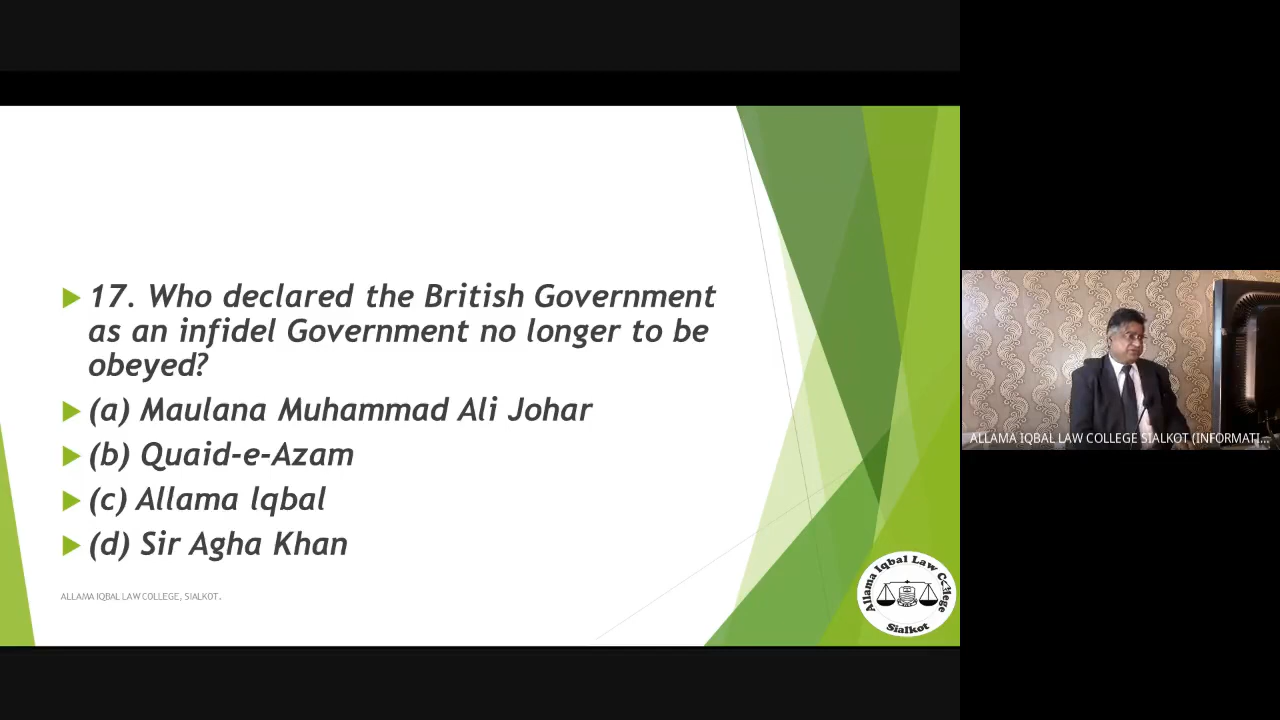 17. Who declared the British Government
as an infidel Government no longer to be
obeyed?
(a) Maulana Muhammad Ali Johar
(b) Quaid-e-Azam
(c) Allama lqbal
(d) Sir Agha Khan
ALLAMA IQBAL LAW COLLEGE, SIALKOT.
Allama Iqbal Law College
Sialkot
ALLAMA IQBAL LAW COLLEGE SIALKOT (INFORMATI...